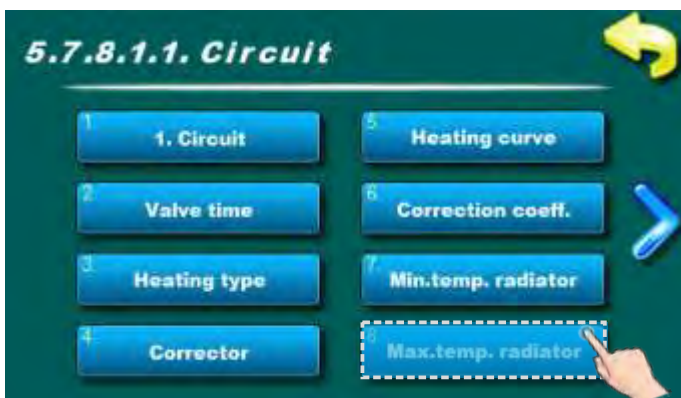 5.7.8.1.1. Circuit
1 1. Circuit
2 Valve time
3 Heating type
4 Corrector
5 Heating curve
6 Correction coeff.
7 Min.temp. radiator
8 Max.temp. radiator